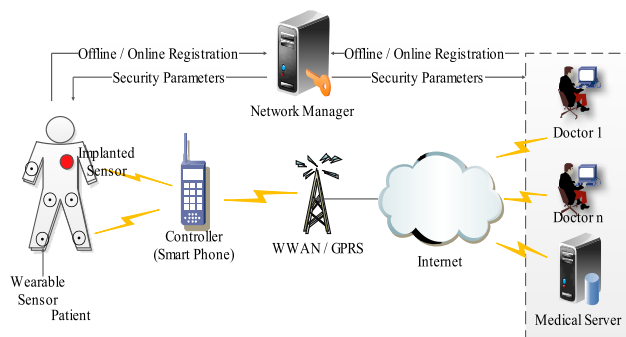 Offline / Online Registration
Offline / Online Registration
Security Parameters
Security Parameters
Network Manager
Doctor 1
Implanted
Sensor
Doctor n
Controller
(Smart Phone)
WWAN / GPRS
Internet
Wearable
Sensor
Patient
Medical Server